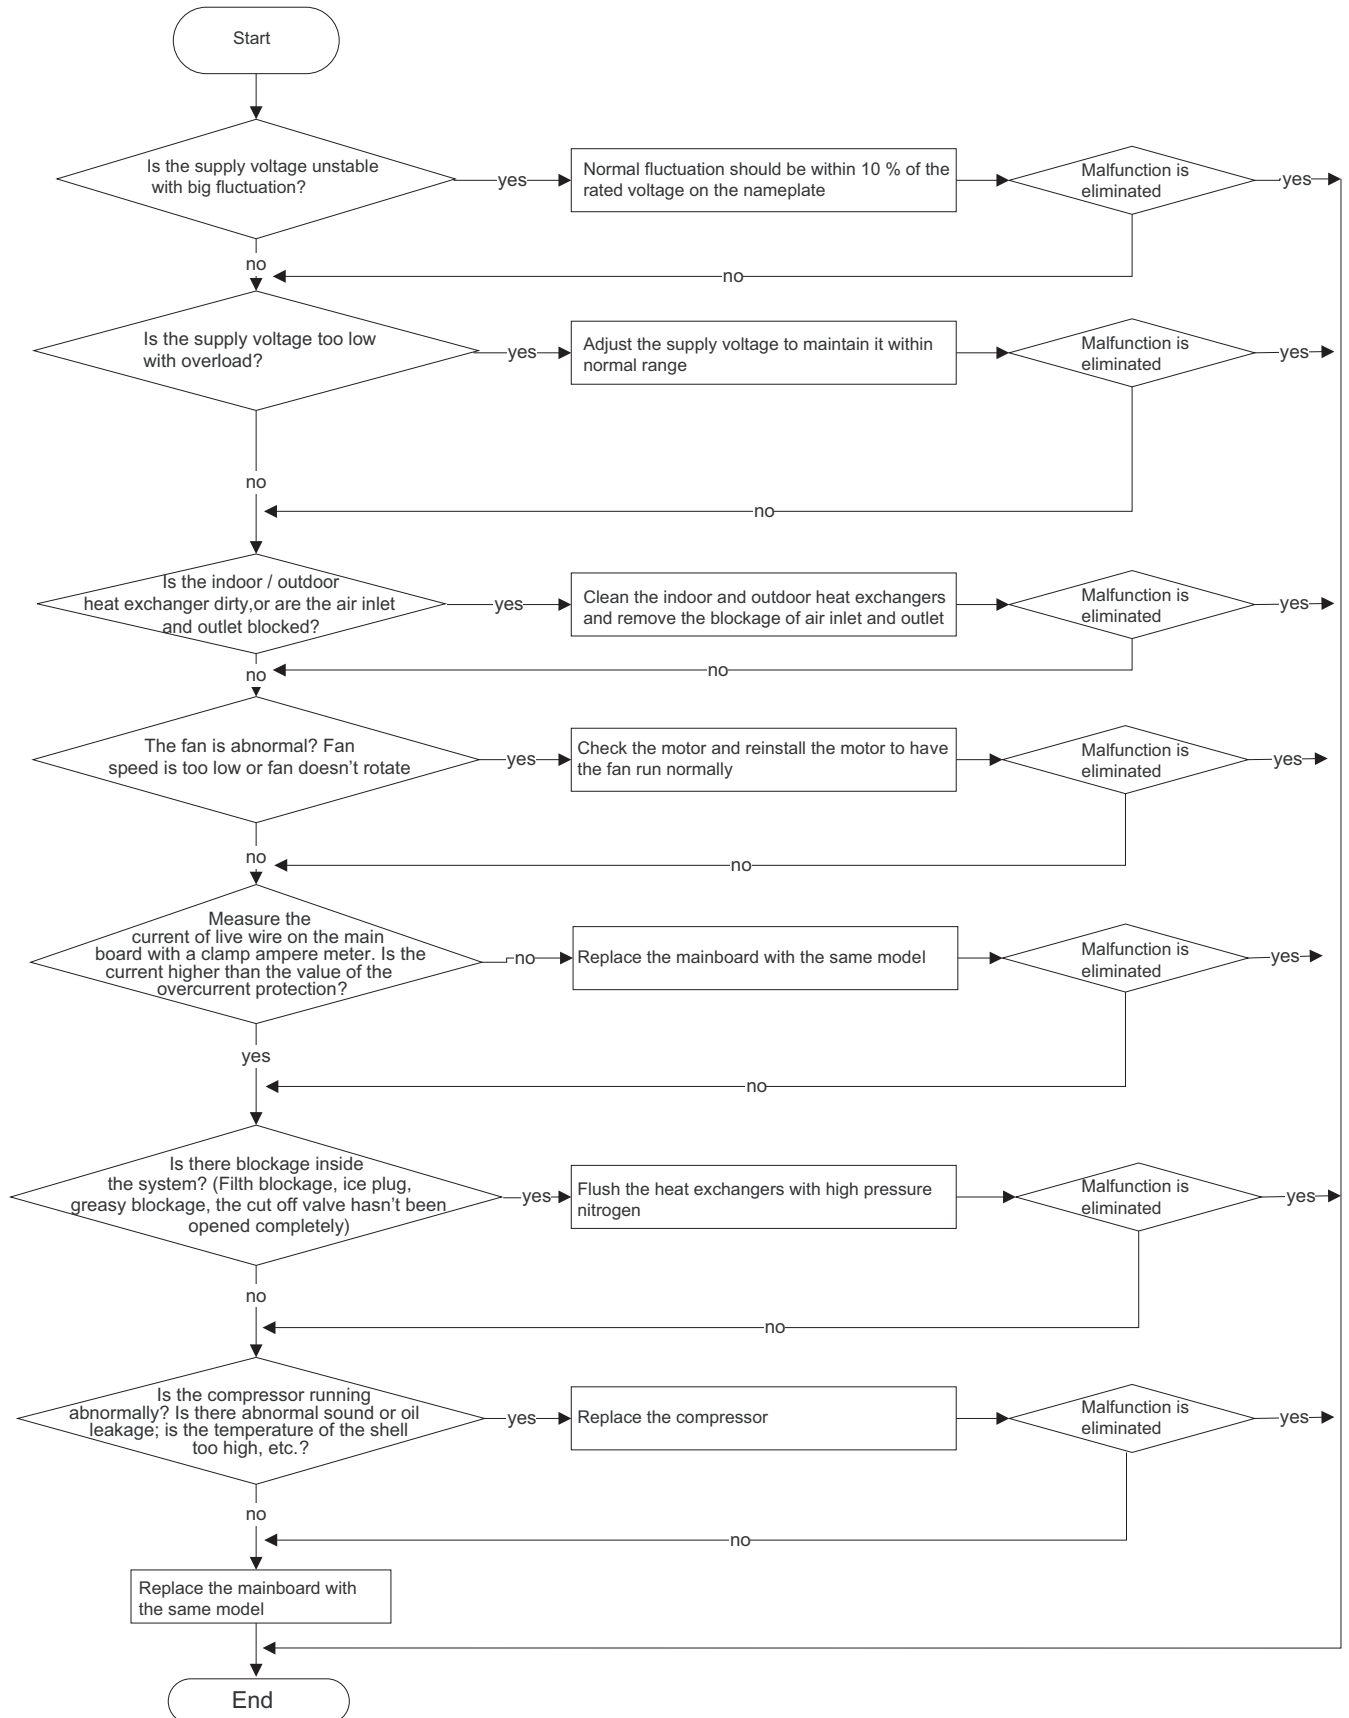 Start
Is the supply voltage unstable
with big fluctuation?
yes
Normal fluctuation should be within 10 % of the
rated voltage on the nameplate
Malfunction is
eliminated
yes
no
no
Is the supply voltage too low
with overload?
yes
Adjust the supply voltage to maintain it within
normal range
Malfunction is
eliminated
yes
no
no
Is the indoor / outdoor
heat exchanger dirty,or are the air inlet
and outlet blocked?
yes
Clean the indoor and outdoor heat exchangers
and remove the blockage of air inlet and outlet
Malfunction is
eliminated
yes
no
no
The fan is abnormal? Fan
speed is too low or fan doesn't rotate
yes
Check the motor and reinstall the motor to have
the fan run normally
Malfunction is
eliminated
yes
no
no
Measure the
current of live wire on the main
board with a clamp ampere meter. Is the
current higher than the value of the
overcurrent protection?
no
Replace the mainboard with the same model
Malfunction is
eliminated
yes
yes
no
Is there blockage inside
the system? (Filth blockage, ice plug,
greasy blockage, the cut off valve hasn't been
opened completely)
yes
Flush the heat exchangers with high pressure
nitrogen
Malfunction is
eliminated
yes
no
no
Is the compressor running
abnormally? Is there abnormal sound or oil
leakage; is the temperature of the shell
too high, etc.?
yes
Replace the compressor
Malfunction is
eliminated
yes
no
no
Replace the mainboard with
the same model
End